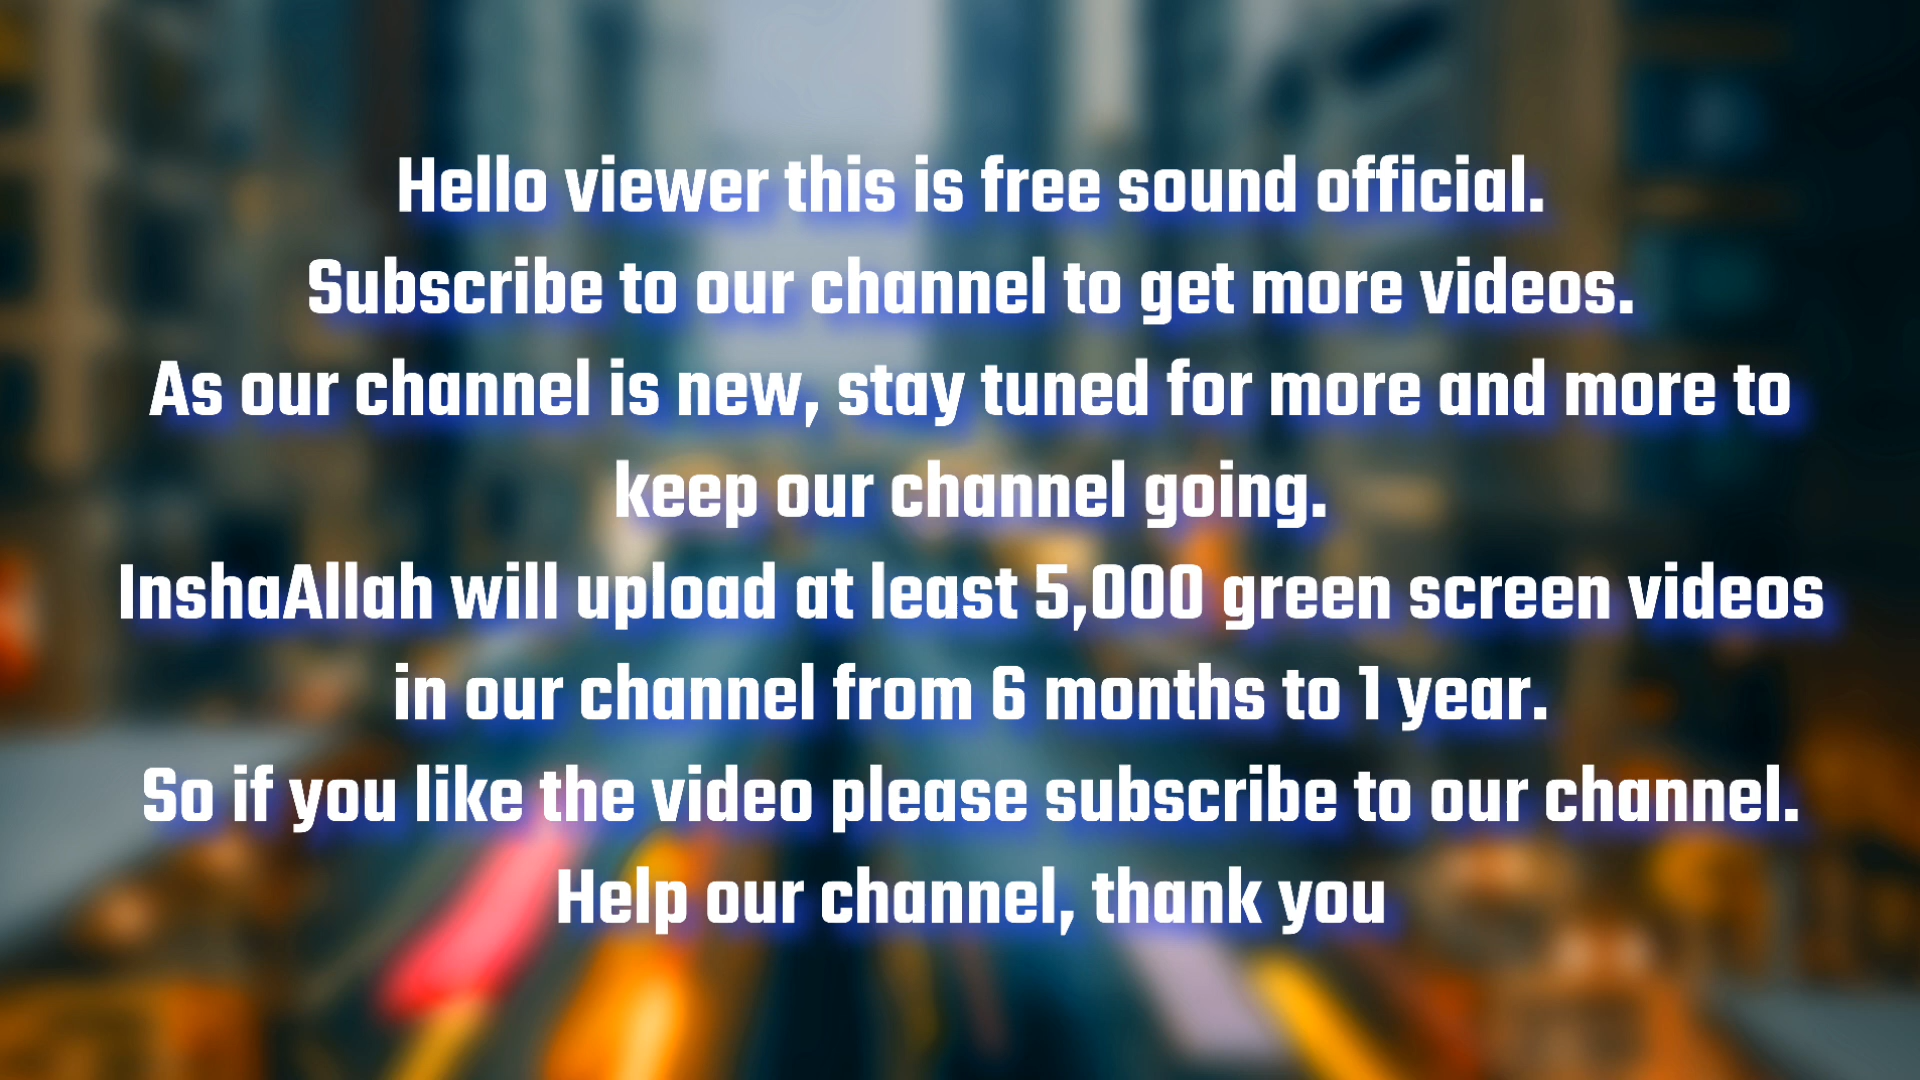 Hello viewer this is free sound official.
Subscribe to our channel to get more videos.
As our channel is new, stay tuned for more and more to
keep our channel going.
InshaAllah will upload at least 5,000 green screen videos
in our channel from 6 months to 1 year.
So if you like the video please subscribe to our channel.
Help our channel, thank you